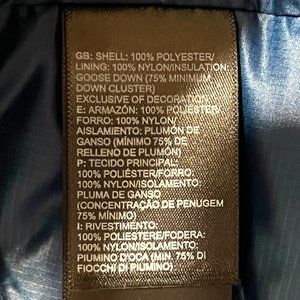 GB: SHELL: 100% POLYESTER/
LINING: 100% NYLON/INSULATION:
GOOSE DOWN (75% MINIMUM
DOWN CLUSTER)
EXCLUSIVE OF DECORATION
E: ARMAZÓN: 100% POLIÉSTER/
FORRO: 100% NYLON/
AISLAMIENTO: PLUMÓN DE
GANSO (MÍNIMO 75% DE
RELLENO DE PLUMÓN)
P: TECIDO PRINCIPAL:
100% POLIÉSTER/FORRO:
100% NYLON/ISOLAMENTO:
PLUMA DE GANSO
(CONCENTRAÇÃO DE PENUGEM
75% MÍNIMO)
I: RIVESTIMENTO:
100% POLIESTERE/FODERA:
100% NYLON/ISOLAMENTO:
PIUMINO D'OCA (MIN. 75% DI
FIOCCHI DI PIUMINO)